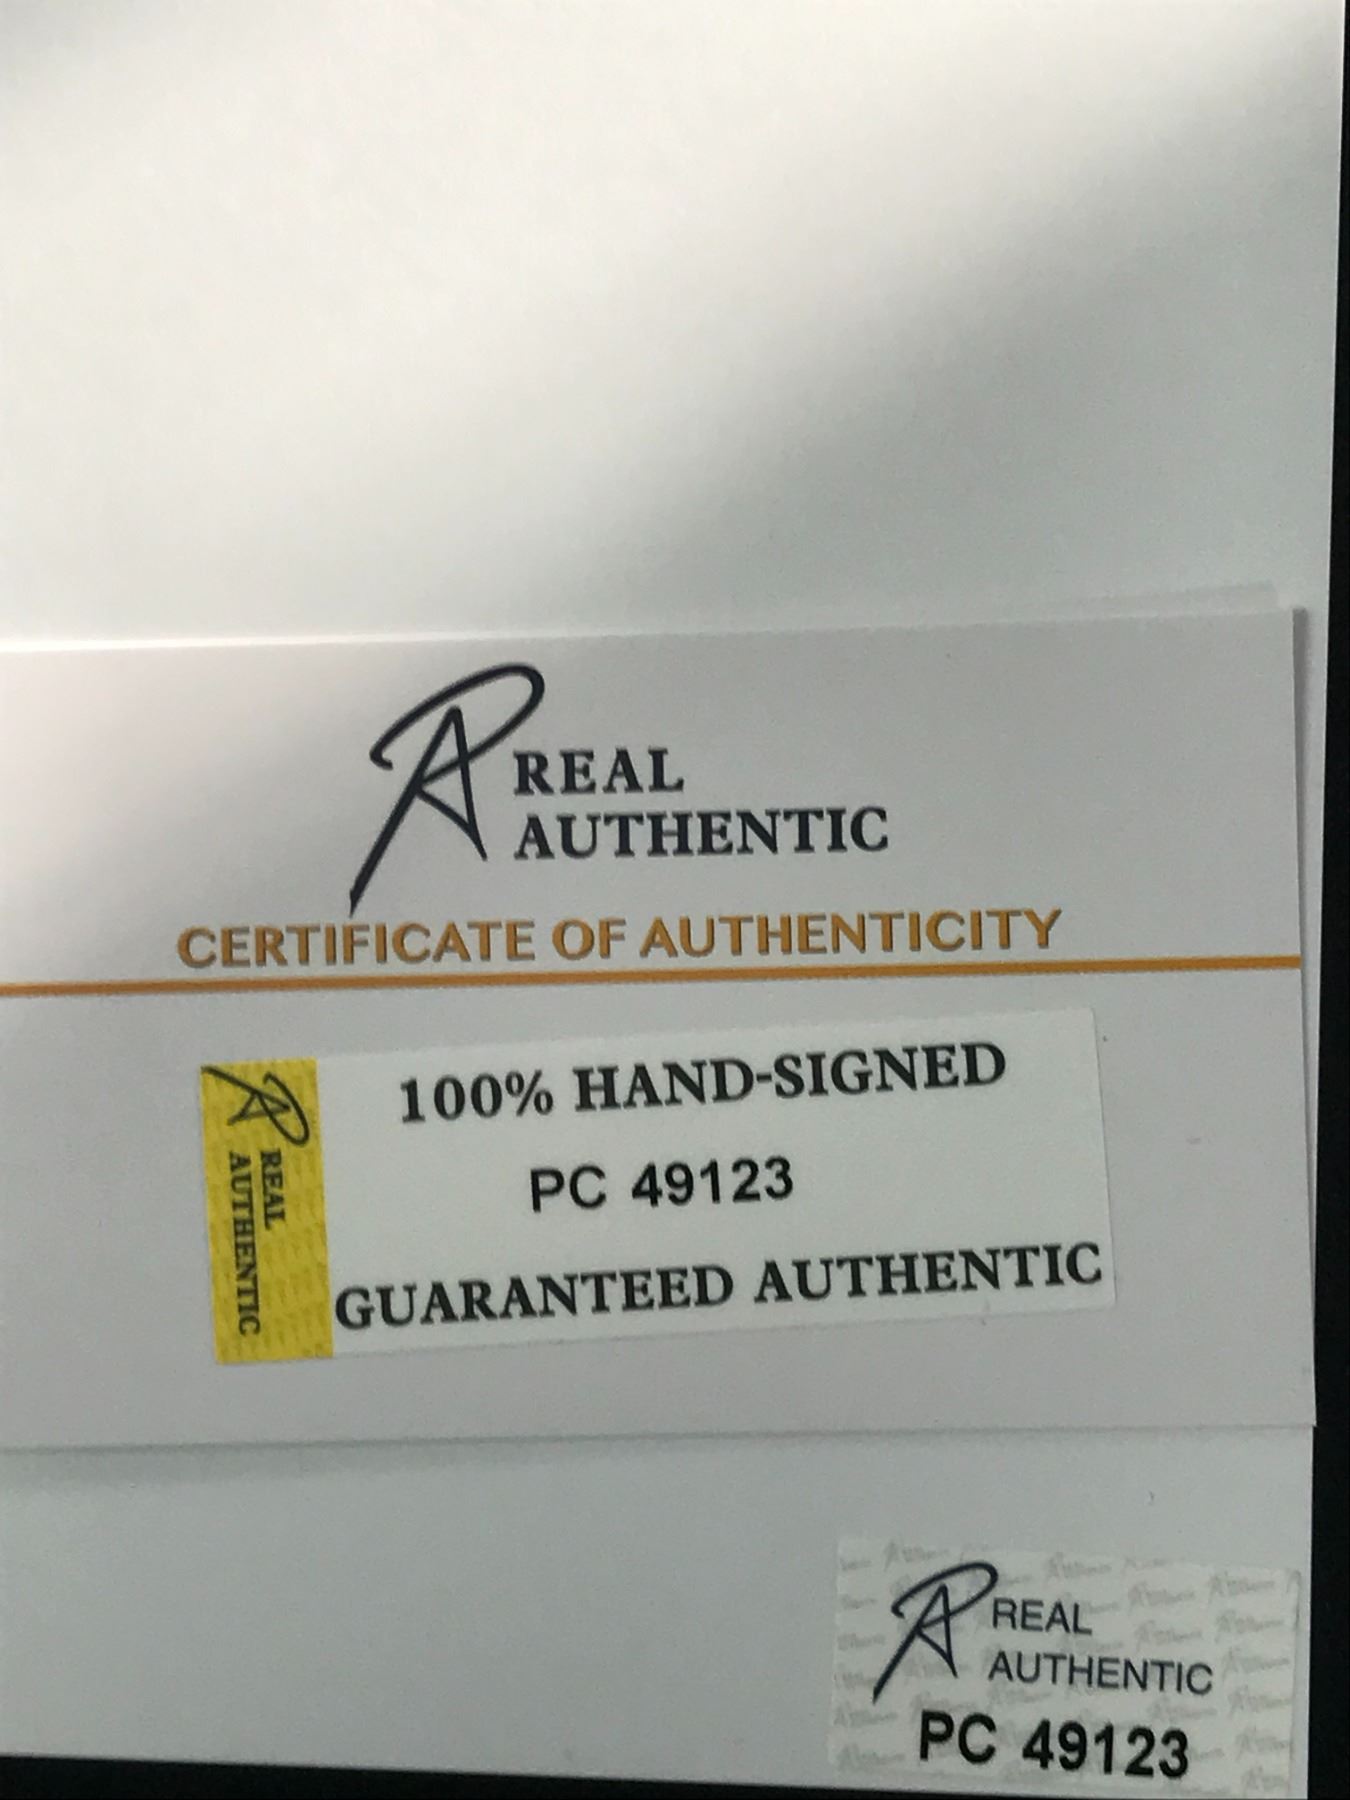 REAL
AUTHENTIC
CERTIFICATE OF AUTHENTICITY
REAL
AUTHENTIC
100% HAND-SIGNED
PC 49123
GUARANTEED AUTHENTIC
REAL
AUTHENTIC
PC 49123